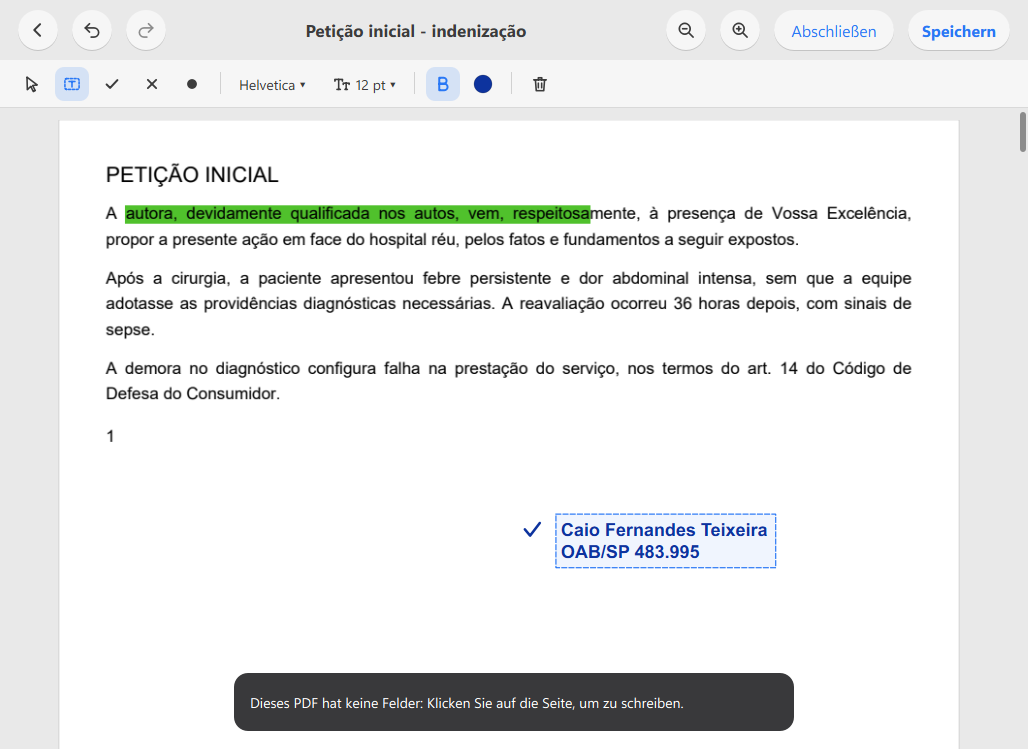 Petição inicial - indenização
Abschließen
Speichern
Helvetica
12 pt
B
PETIÇÃO INICIAL
A autora, devidamente qualificada nos autos, vem, respeitosamente, à presença de Vossa Excelência,
propor a presente ação em face do hospital réu, pelos fatos e fundamentos a seguir expostos.
Após a cirurgia, a paciente apresentou febre persistente e dor abdominal intensa, sem que a equipe
adotasse as providências diagnósticas necessárias. A reavaliação ocorreu 36 horas depois, com sinais de
sepse.
A demora no diagnóstico configura falha na prestação do serviço, nos termos do art. 14 do Código de
Defesa do Consumidor.
1
Caio Fernandes Teixeira
OAB/SP 483.995
Dieses PDF hat keine Felder: Klicken Sie auf die Seite, um zu schreiben.